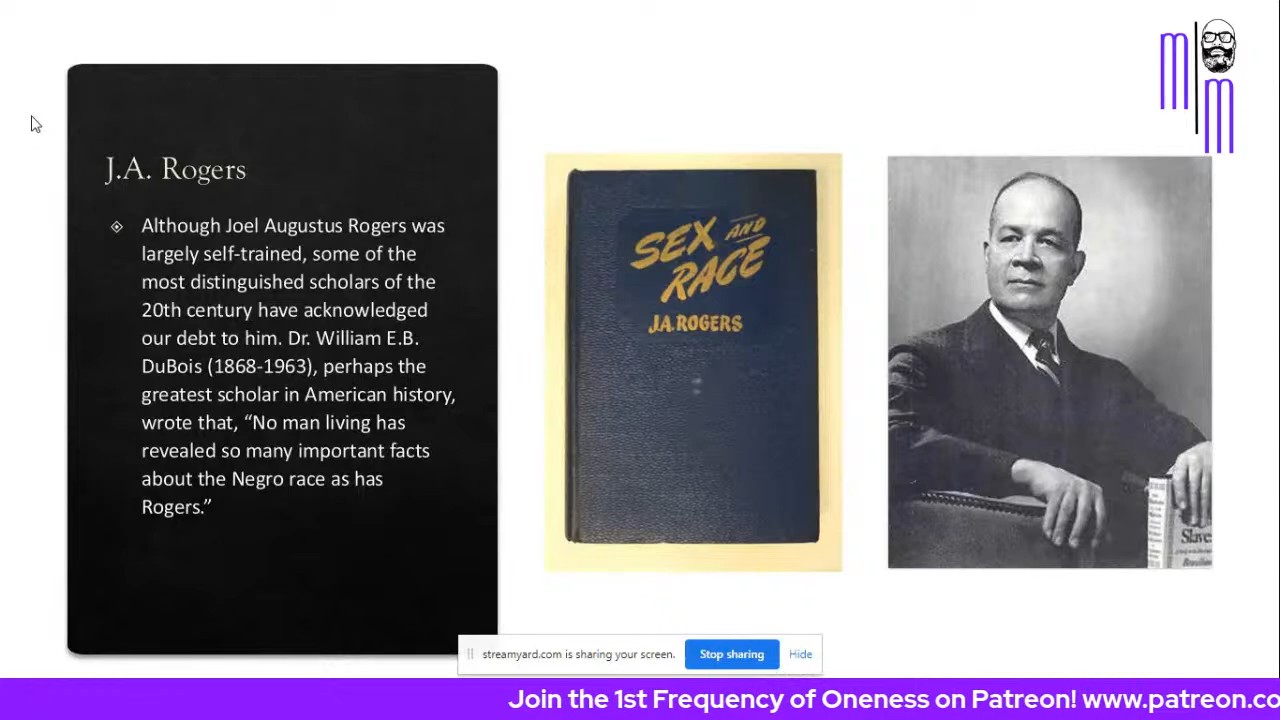 J.A. Rogers
Although Joel Augustus Rogers was
largely self-trained, some of the
most distinguished scholars of the
20th century have acknowledged
our debt to him. Dr. William E.B.
DuBois (1868-1963), perhaps the
greatest scholar in American history,
wrote that, “No man living has
revealed so many important facts
about the Negro race as has
Rogers.”
SEX AND
RACE
J.A. ROGERS
m
m
Slave
streamyard.com is sharing your screen.
Stop sharing
Hide
Join the 1st Frequency of Oneness on Patreon! www.patreon.co